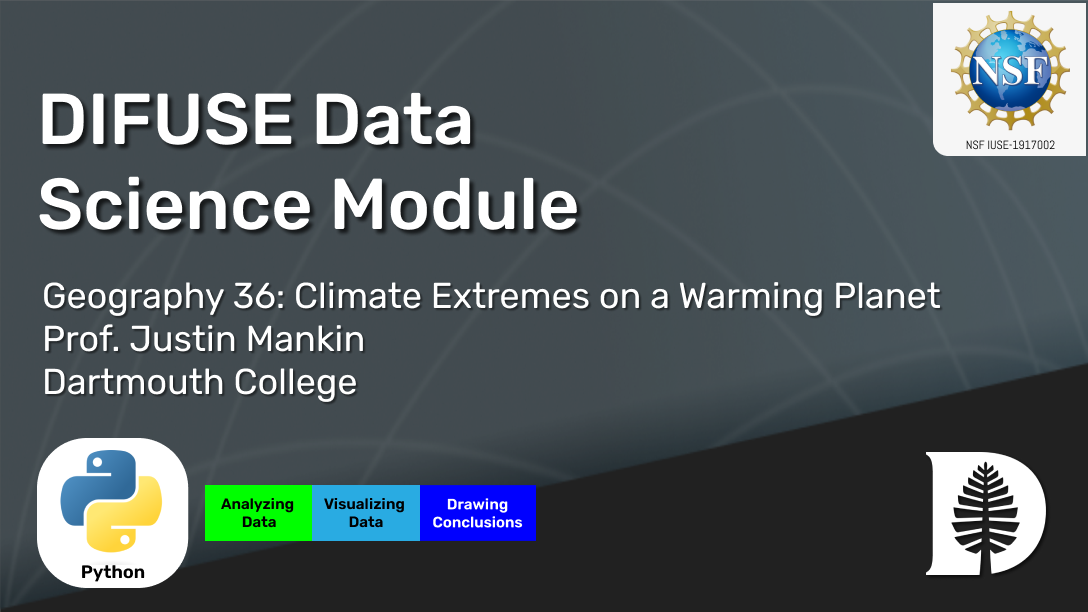 NSF
NSF IUSE-1917002
DIFUSE Data
Science Module
Geography 36: Climate Extremes on a Warming Planet
Prof. Justin Mankin
Dartmouth College
Python
Analyzing
Data
Visualizing
Data
Drawing
Conclusions
D